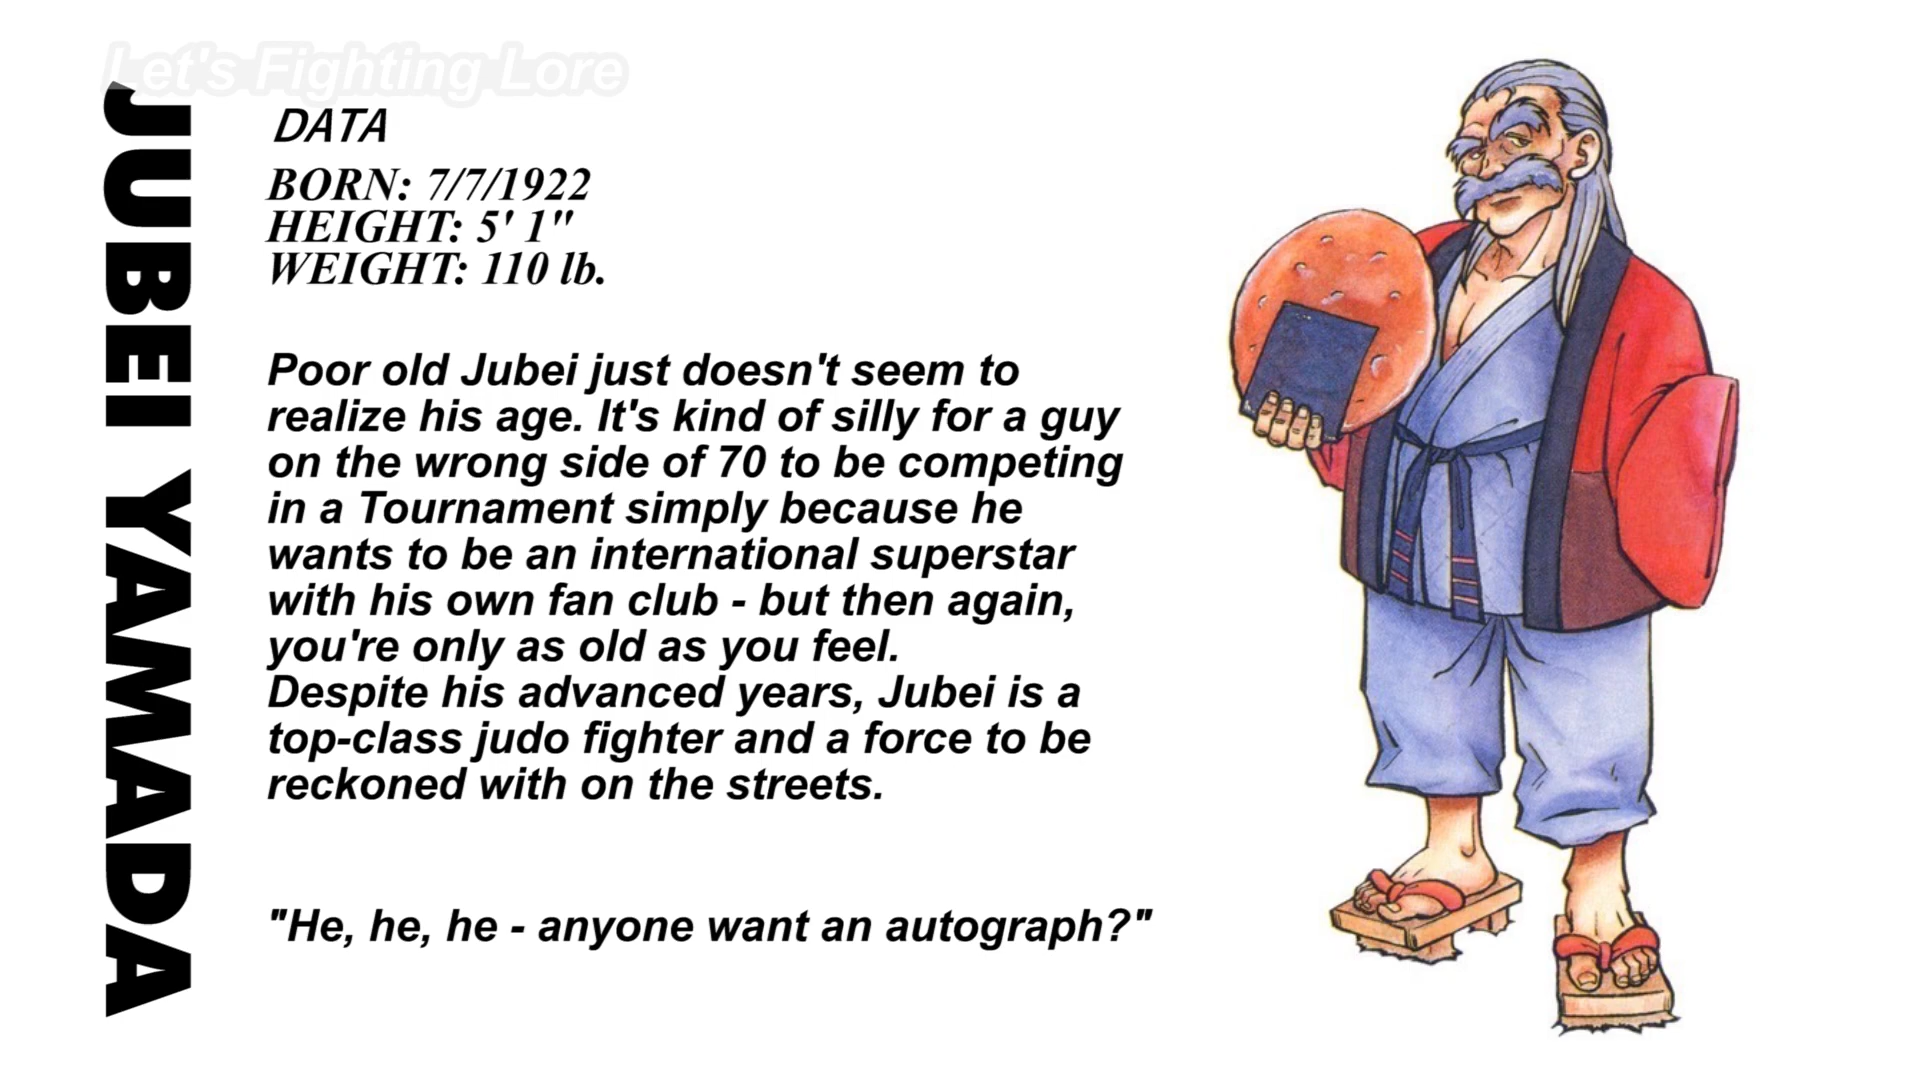 Let's Fighting Lore
JUBEI YAMADA
DATA
BORN: 7/7/1922
HEIGHT: 5' 1"
WEIGHT: 110 lb.
Poor old Jubei just doesn't seem to
realize his age. It's kind of silly for a guy
on the wrong side of 70 to be competing
in a Tournament simply because he
wants to be an international superstar
with his own fan club - but then again,
you're only as old as you feel.
Despite his advanced years, Jubei is a
top-class judo fighter and a force to be
reckoned with on the streets.
"He, he, he - anyone want an autograph?"